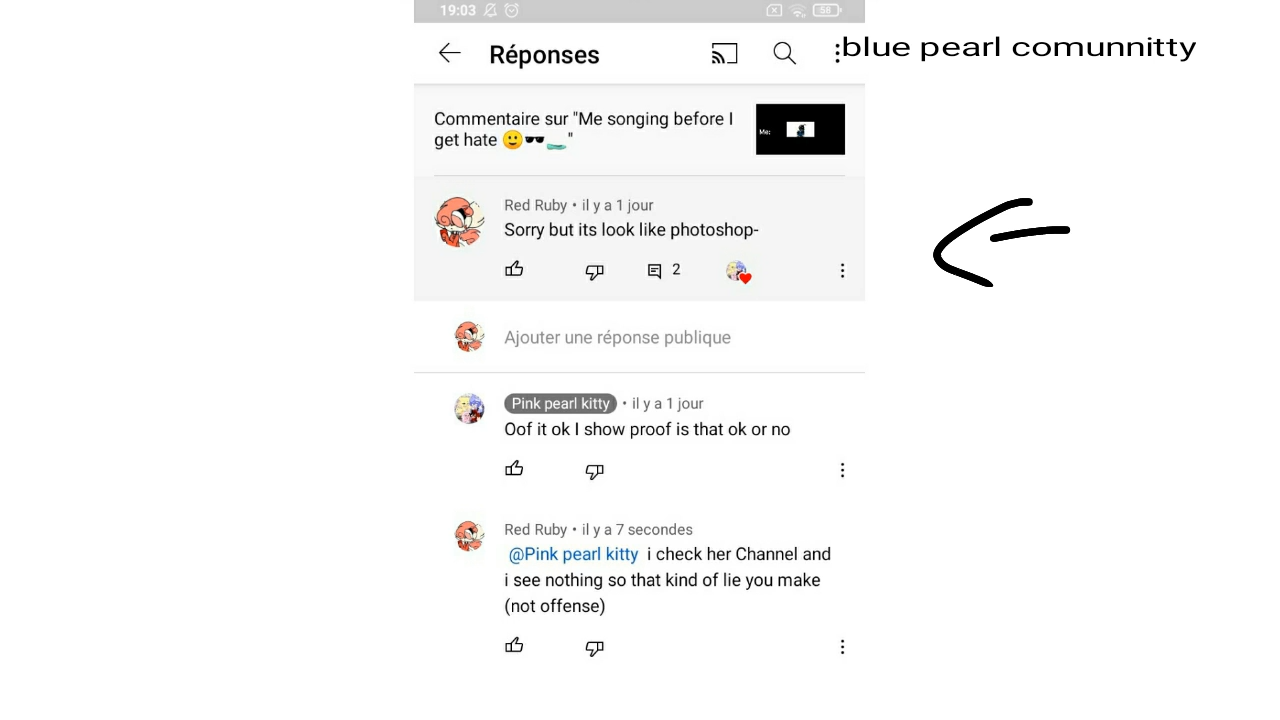 19:03
58
Réponses
blue pearl comunnitty
Commentaire sur "Me songing before I
get hate 🙂🕶️"
Me:
Red Ruby • il y a 1 jour
Sorry but its look like photoshop-
2
Ajouter une réponse publique
Pink pearl kitty • il y a 1 jour
Oof it ok I show proof is that ok or no
Red Ruby • il y a 7 secondes
@Pink pearl kitty i check her Channel and
i see nothing so that kind of lie you make
(not offense)